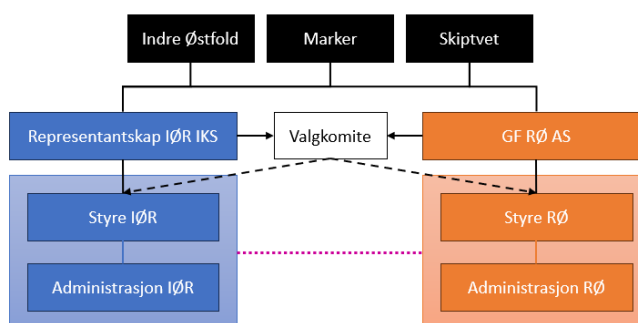 Indre Østfold
Marker
Skiptvet
Representantskap IØR IKS
Valgkomite
GF RØ AS
Styre IØR
Styre RØ
Administrasjon IØR
Administrasjon RØ